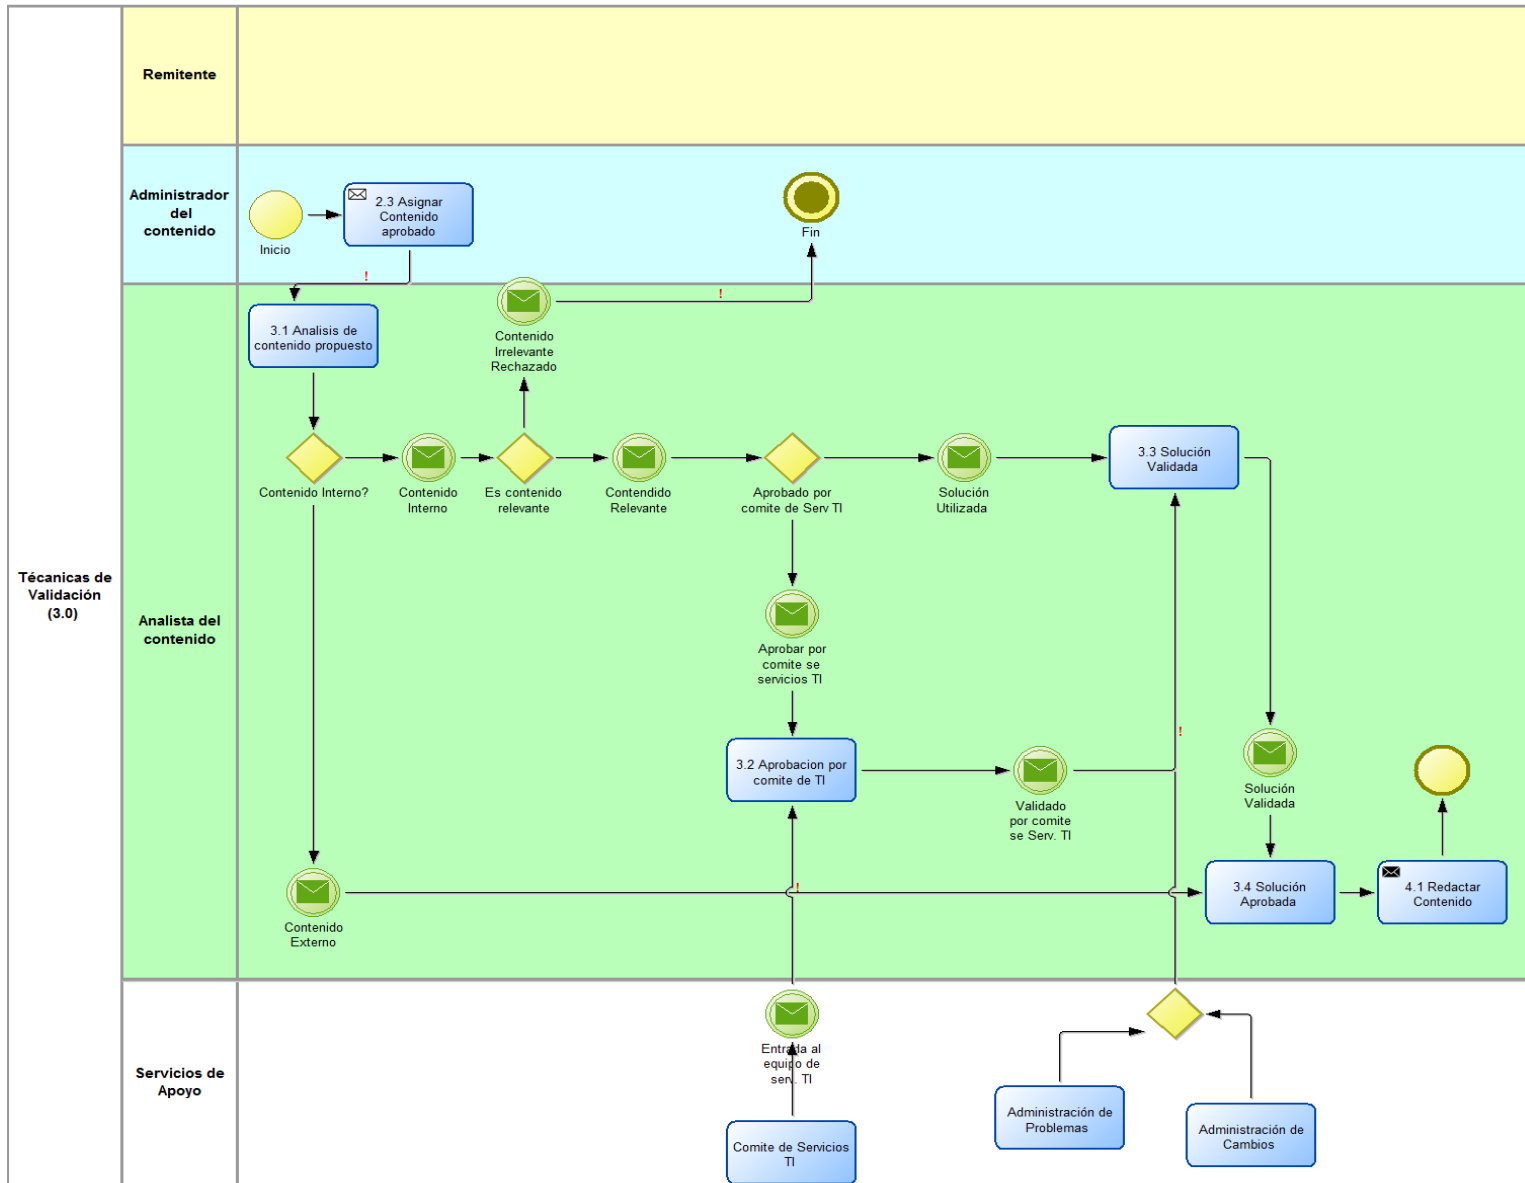 Remitente
Administrador
del
contenido
Inicio
2.3 Asignar
Contenido
aprobado
Fin
!
!
3.1 Analisis de
contenido propuesto
Contenido
Irrelevante
Rechazado
Contenido Interno?
Contenido
Interno
Es contenido
relevante
Contendido
Relevante
Aprobado por
comite de Serv TI
Solución
Utilizada
3.3 Solución
Validada
Técanicas de
Validación
(3.0)
Analista del
contenido
Aprobar por
comite se
servicios TI
!
3.2 Aprobacion por
comite de TI
Validado
por comite
se Serv. TI
Solución
Validada
!
Contenido
Externo
3.4 Solución
Aprobada
4.1 Redactar
Contenido
Servicios de
Apoyo
Entrada al
equipo de
serv. TI
Comite de Servicios
TI
Administración de
Problemas
Administración de
Cambios